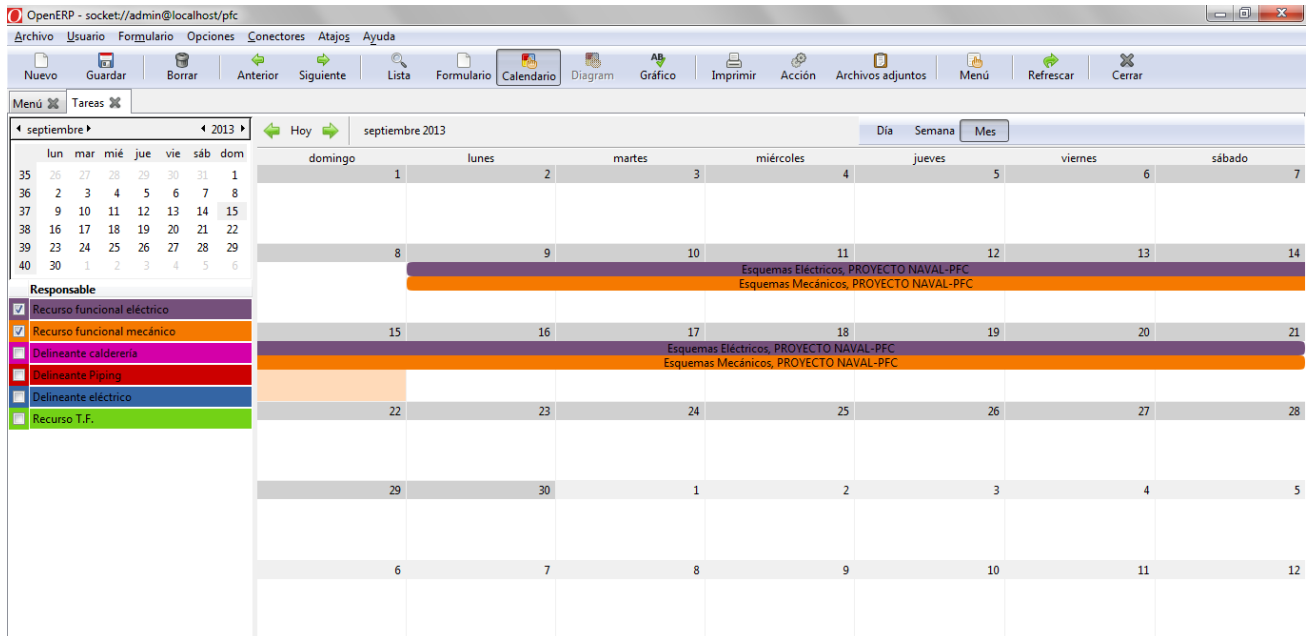 OpenERP - socket://admin@localhost/pfc
Archivo Usuario Formulario Opciones Conectores Atajos Ayuda
Nuevo Guardar Borrar Anterior Siguiente Lista Formulario Calendario Diagram Gráfico Imprimir Acción Archivos adjuntos Menú Refrescar Cerrar
Menú Tareas
septiembre 2013
lun mar mié jue vie sáb dom
35 26 27 28 29 30 31 1
36 2 3 4 5 6 7 8
37 9 10 11 12 13 14 15
38 16 17 18 19 20 21 22
39 23 24 25 26 27 28 29
40 30 1 2 3 4 5 6
Responsable
Recurso funcional eléctrico
Recurso funcional mecánico
Delineante calderería
Delineante Piping
Delineante eléctrico
Recurso T.F.
Hoy septiembre 2013 Día Semana Mes
domingo lunes martes miércoles jueves viernes sábado
1 2 3 4 5 6 7
8 9 10 11 12 13 14
Esquemas Eléctricos, PROYECTO NAVAL-PFC
Esquemas Mecánicos, PROYECTO NAVAL-PFC
15 16 17 18 19 20 21
Esquemas Eléctricos, PROYECTO NAVAL-PFC
Esquemas Mecánicos, PROYECTO NAVAL-PFC
22 23 24 25 26 27 28
29 30 1 2 3 4 5
6 7 8 9 10 11 12